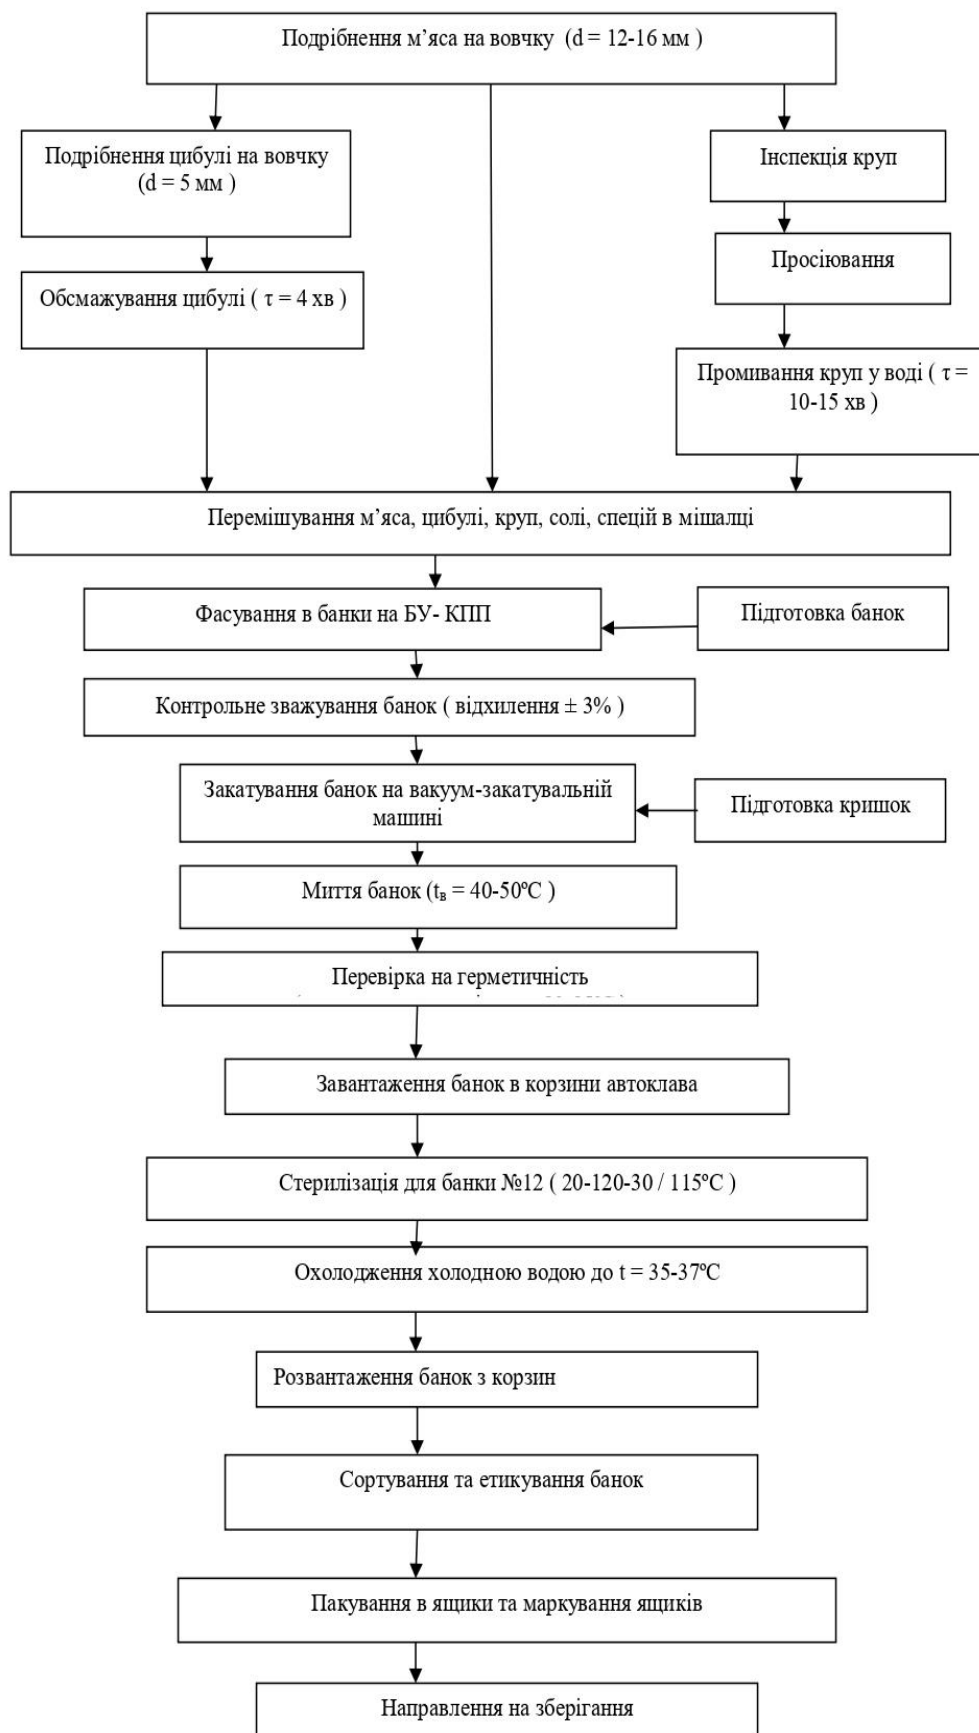 Подрібнення м’яса на вовчку (d = 12-16 мм )
Подрібнення цибулі на вовчку
(d = 5 мм )
Інспекція круп
Просіювання
Обсмажування цибулі ( τ = 4 хв )
Промивання круп у воді ( τ =
10-15 хв )
Перемішування м’яса, цибулі, круп, солі, спецій в мішалці
Фасування в банки на БУ- КПП
Підготовка банок
Контрольне зважування банок ( відхилення ± 3% )
Закатування банок на вакуум-закатувальній
машині
Підготовка кришок
Миття банок (tв = 40-50ºС )
Перевірка на герметичність
Завантаження банок в корзини автоклава
Стерилізація для банки №12 ( 20-120-30 / 115ºС )
Охолодження холодною водою до t = 35-37ºС
Розвантаження банок з корзин
Сортування та етикування банок
Пакування в ящики та маркування ящиків
Направлення на зберігання